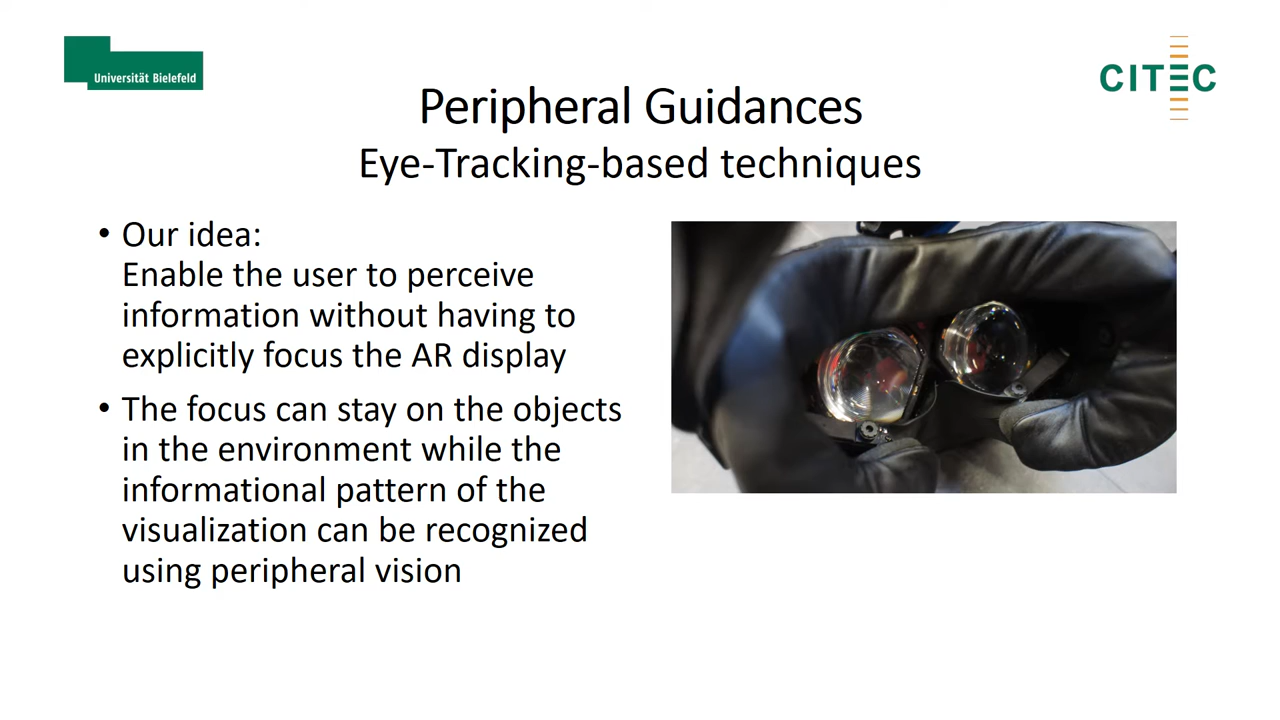 Universität Bielefeld
CITEC
Peripheral Guidances
Eye-Tracking-based techniques
• Our idea:
Enable the user to perceive
information without having to
explicitly focus the AR display
• The focus can stay on the objects
in the environment while the
informational pattern of the
visualization can be recognized
using peripheral vision